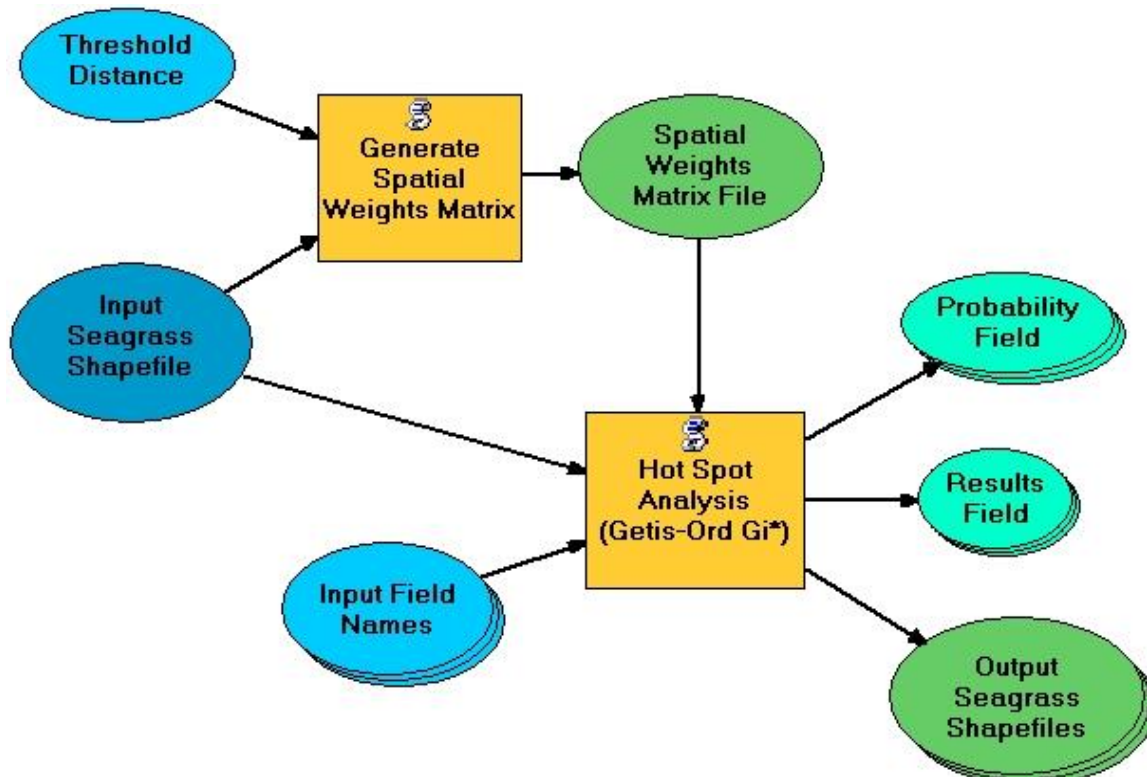 Threshold
Distance
Generate
Spatial
Weights Matrix
Spatial
Weights
Matrix File
Input
Seagrass
Shapefile
Probability
Field
Hot Spot
Analysis
(Getis-Ord Gi*)
Results
Field
Input Field
Names
Output
Seagrass
Shapefiles